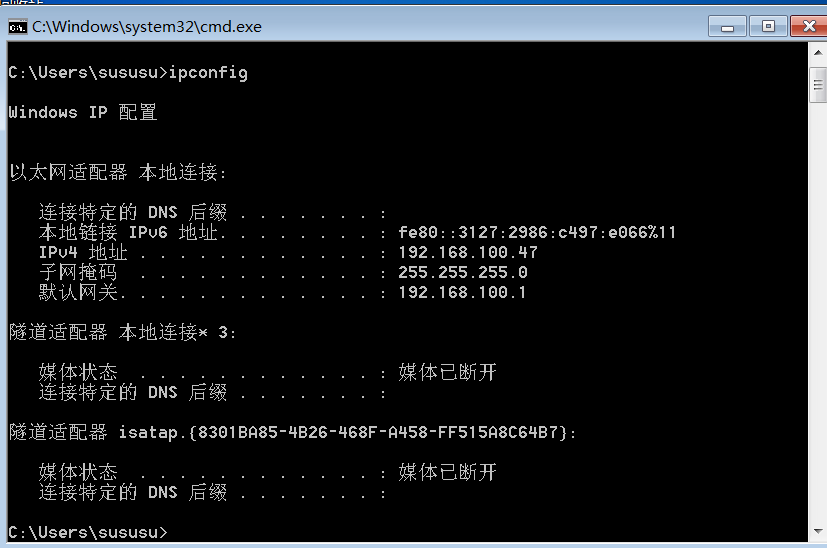 C:\Windows\system32\cmd.exe
C:\Users\sususu>ipconfig
Windows IP 配置
以太网适配器 本地连接:
连接特定的 DNS 后缀 . . . . . . . :
本地链接 IPv6 地址. . . . . . . . : fe80::3127:2986:c497:e066%11
IPv4 地址 . . . . . . . . . . . . : 192.168.100.47
子网掩码 . . . . . . . . . . . . : 255.255.255.0
默认网关. . . . . . . . . . . . . : 192.168.100.1
隧道适配器 本地连接* 3:
媒体状态 . . . . . . . . . . . . : 媒体已断开
连接特定的 DNS 后缀 . . . . . . . :
隧道适配器 isatap.{8301BA85-4B26-468F-A458-FF515A8C64B7}:
媒体状态 . . . . . . . . . . . . : 媒体已断开
连接特定的 DNS 后缀 . . . . . . . :
C:\Users\sususu>